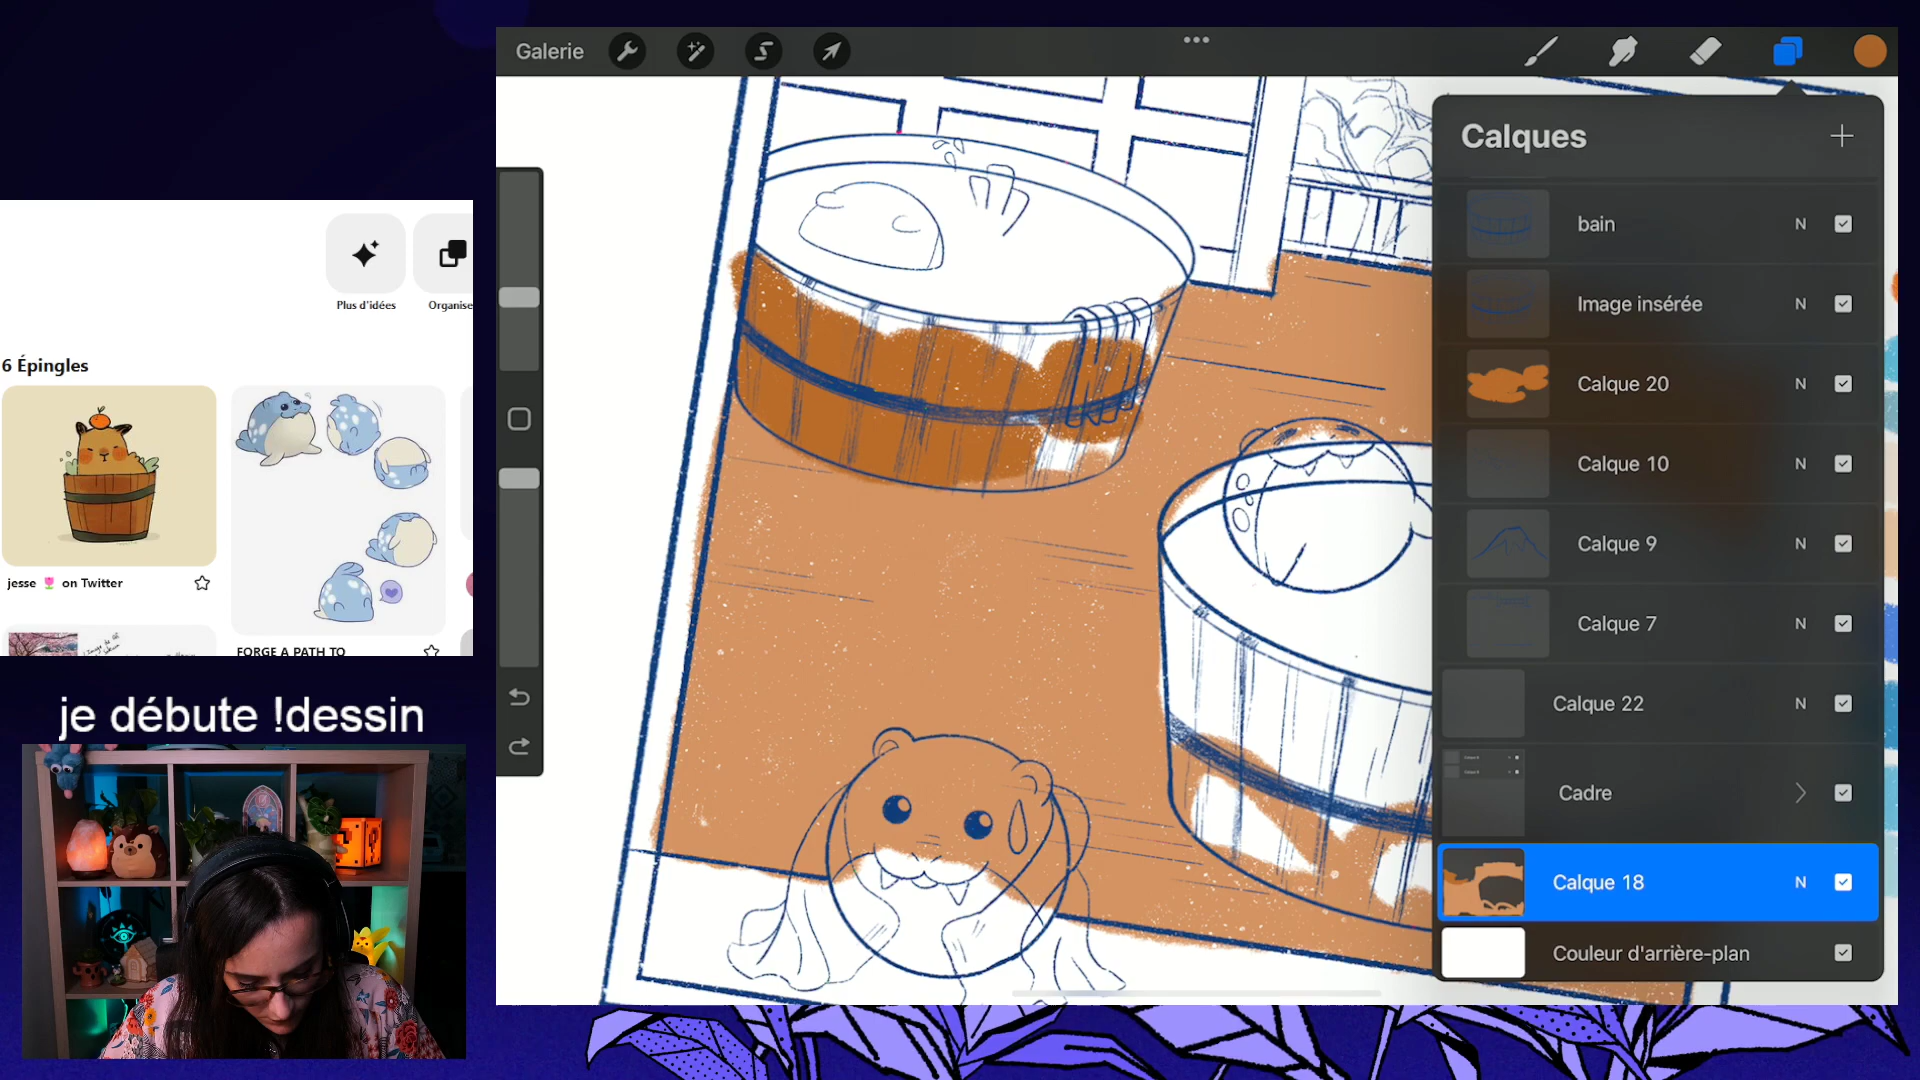 Galerie
Calques
bain N
Image insérée N
Calque 20 N
Calque 10 N
Calque 9 N
Calque 7 N
Calque 22 N
Cadre
Calque 18 N
Couleur d'arrière-plan
Plus d'idées
Organise
6 Épingles
jesse 🌷 on Twitter
FORGE A PATH TO
je débute !dessin